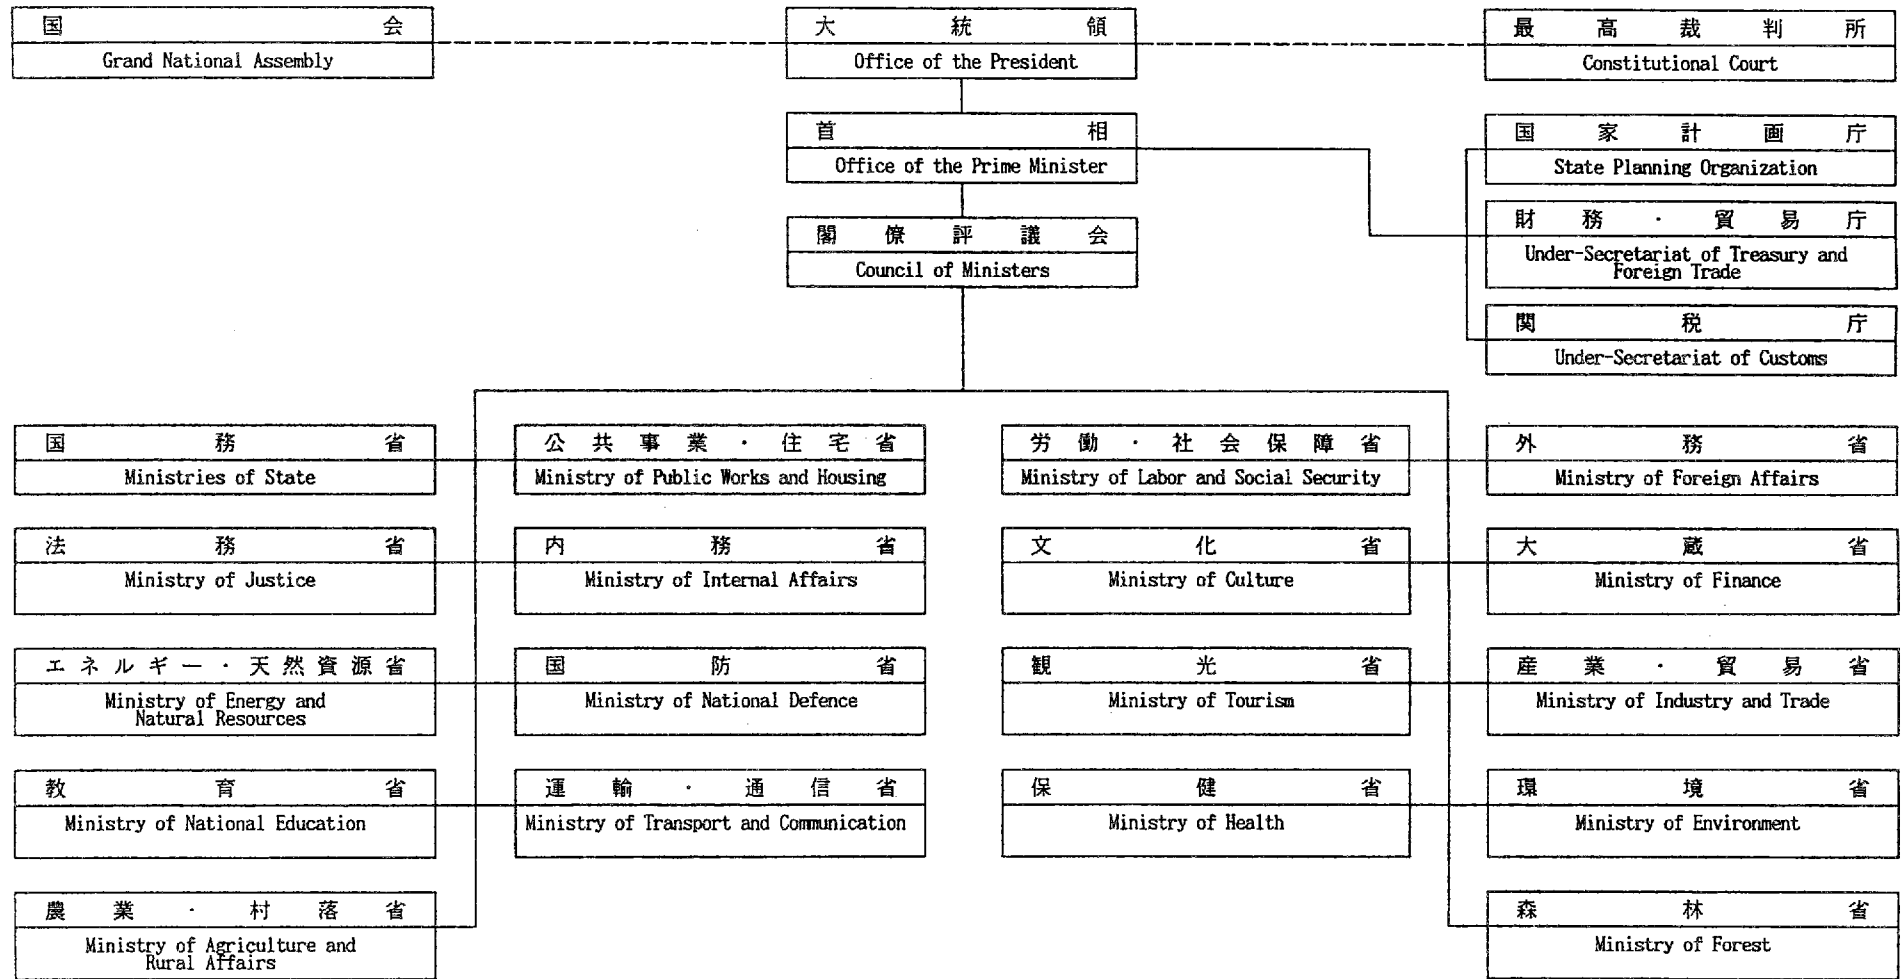 国会
Grand National Assembly
大統領
Office of the President
最高裁判所
Constitutional Court
首相
Office of the Prime Minister
国家計画庁
State Planning Organization
財務・貿易庁
Under-Secretariat of Treasury and
Foreign Trade
閣僚評議会
Council of Ministers
関税庁
Under-Secretariat of Customs
国務省
Ministries of State
公共事業・住宅省
Ministry of Public Works and Housing
労働・社会保障省
Ministry of Labor and Social Security
外務省
Ministry of Foreign Affairs
法務省
Ministry of Justice
内務省
Ministry of Internal Affairs
文化省
Ministry of Culture
大蔵省
Ministry of Finance
エネルギー・天然資源省
Ministry of Energy and
Natural Resources
国防省
Ministry of National Defence
観光省
Ministry of Tourism
産業・貿易省
Ministry of Industry and Trade
教育省
Ministry of National Education
運輸・通信省
Ministry of Transport and Communication
保健省
Ministry of Health
環境省
Ministry of Environment
農業・村落省
Ministry of Agriculture and
Rural Affairs
森林省
Ministry of Forest